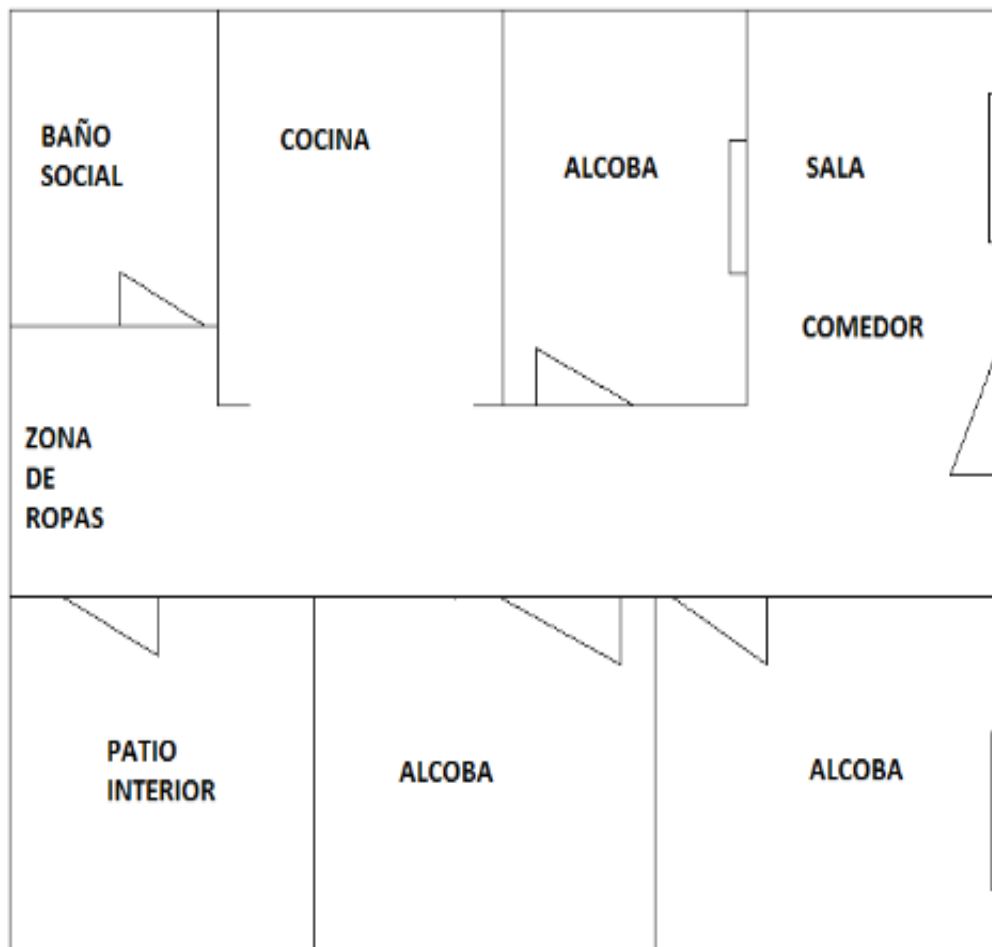 BAÑO
SOCIAL
COCINA
ALCOBA
SALA
COMEDOR
ZONA
DE
ROPAS
PATIO
INTERIOR
ALCOBA
ALCOBA